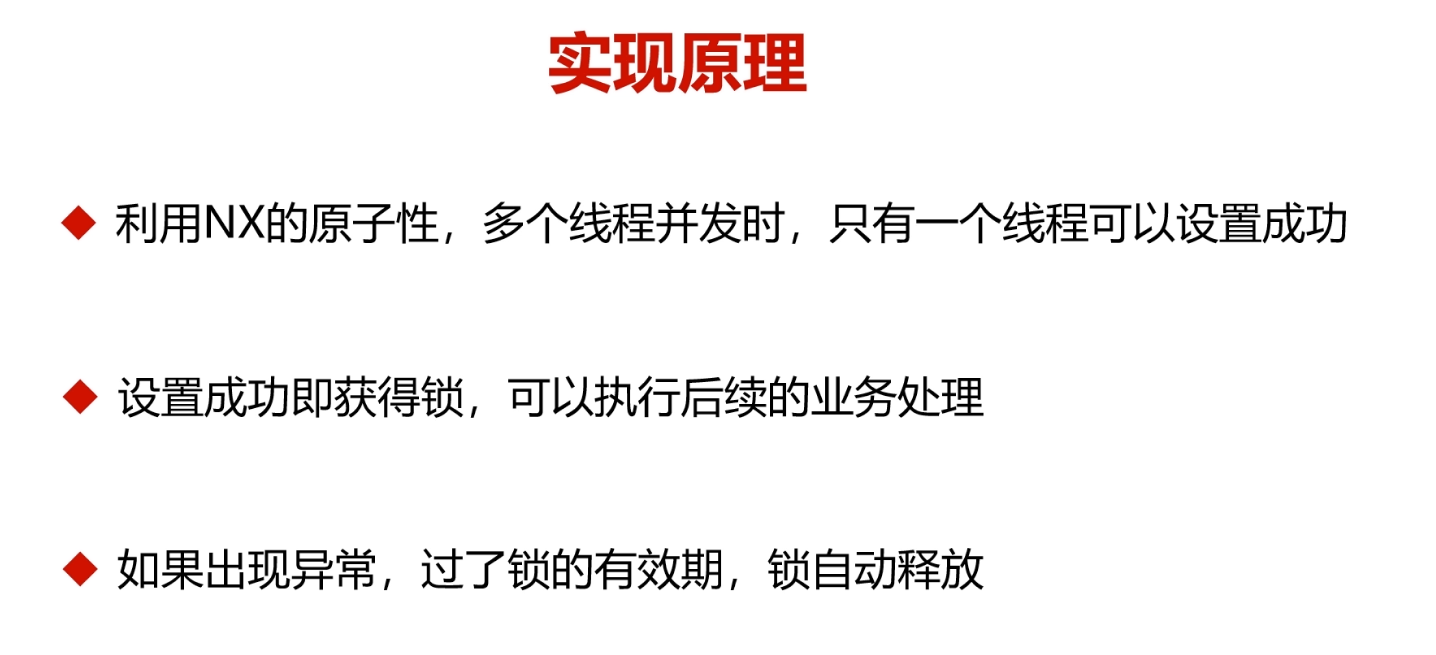 实现原理
利用NX的原子性，多个线程并发时，只有一个线程可以设置成功
设置成功即获得锁，可以执行后续的业务处理
如果出现异常，过了锁的有效期，锁自动释放